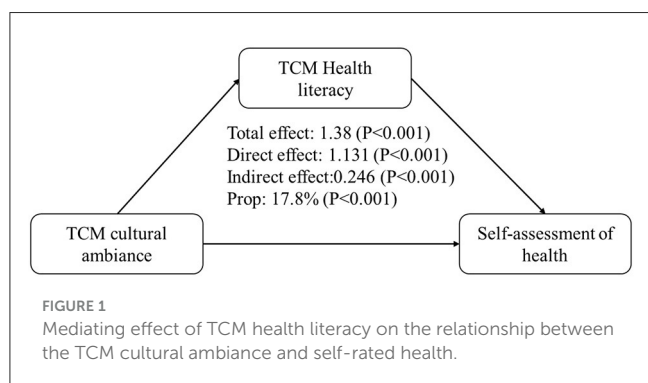 TCM Health
literacy
Total effect: 1.38 (P<0.001)
Direct effect: 1.131 (P<0.001)
Indirect effect:0.246 (P<0.001)
Prop: 17.8% (P<0.001)
TCM cultural
ambiance
Self-assessment of
health
FIGURE 1
Mediating effect of TCM health literacy on the relationship between
the TCM cultural ambiance and self-rated health.